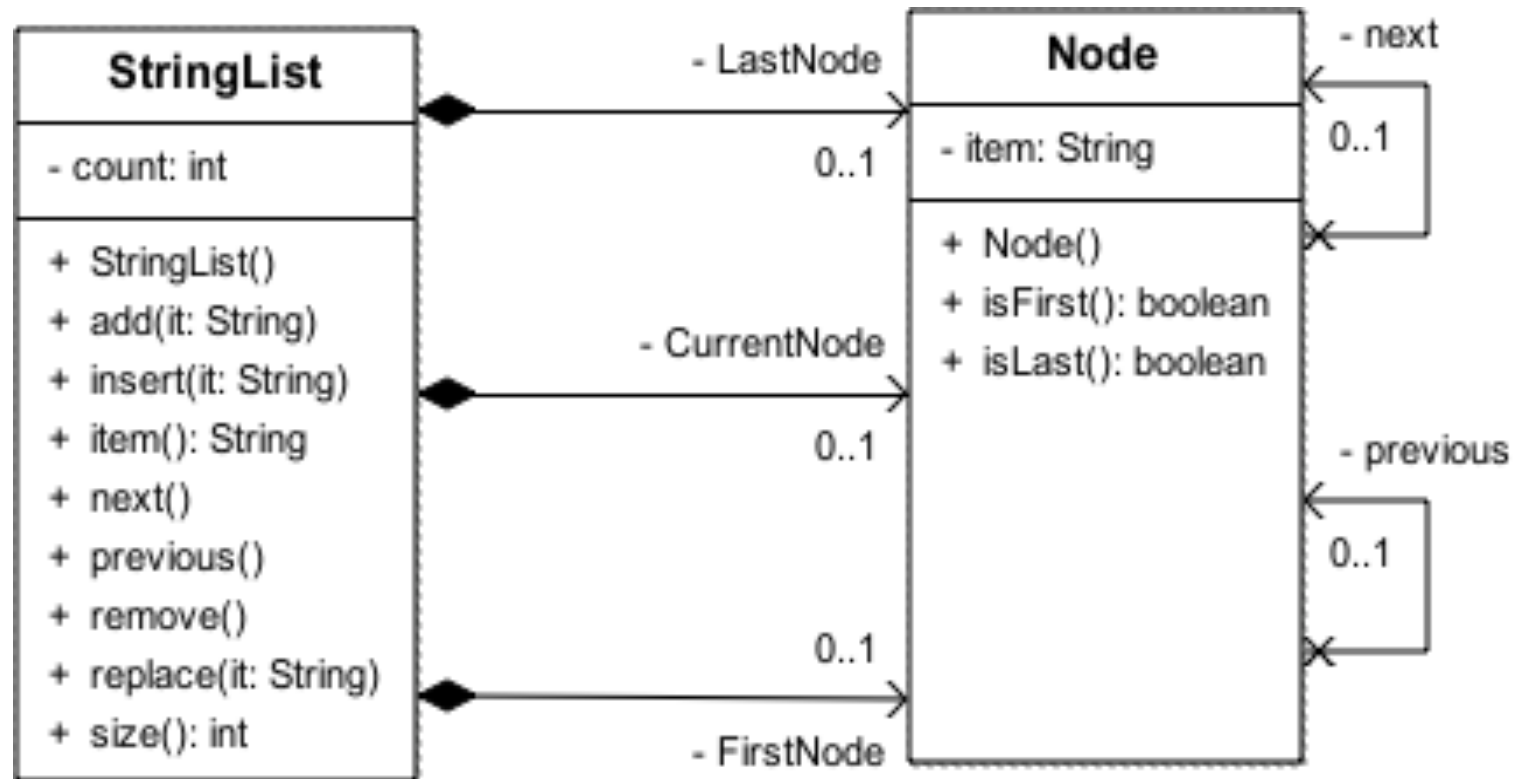 StringList
- count: int
+ StringList()
+ add(it: String)
+ insert(it: String)
+ item(): String
+ next()
+ previous()
+ remove()
+ replace(it: String)
+ size(): int
- LastNode
0..1
- CurrentNode
0..1
0..1
- FirstNode
Node
- item: String
+ Node()
+ isFirst(): boolean
+ isLast(): boolean
- next
0..1
- previous
0..1